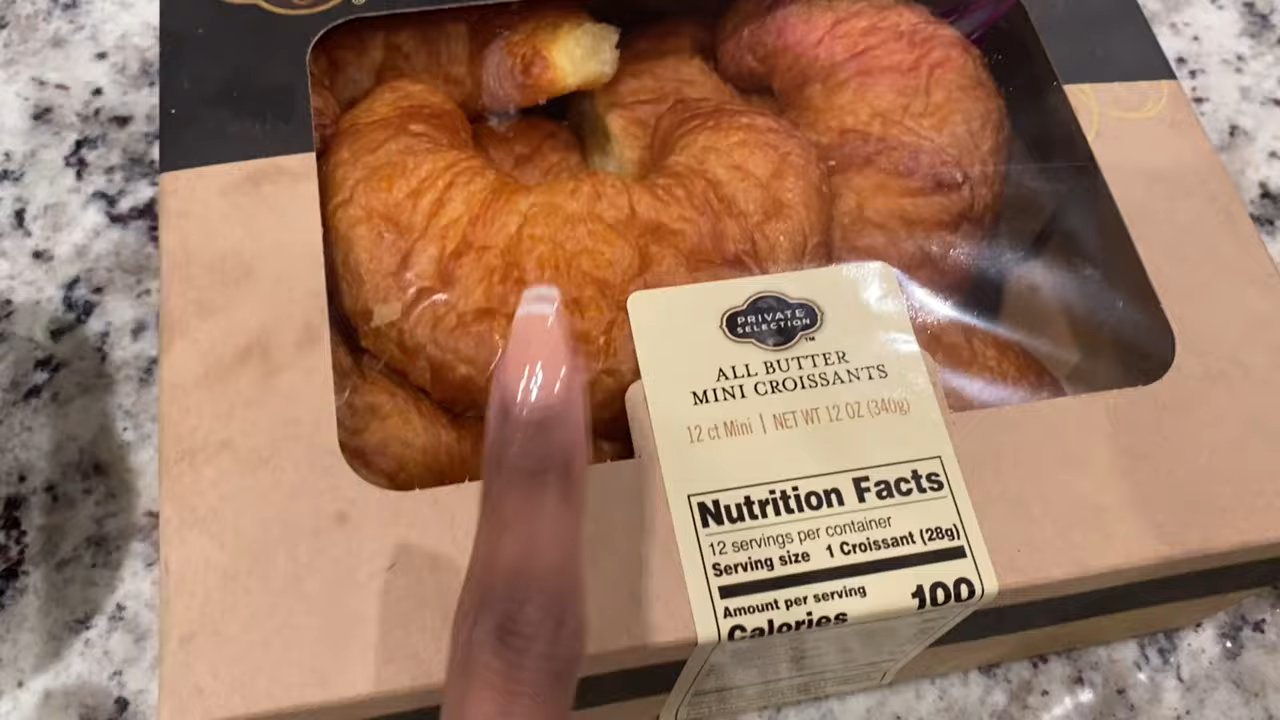 PRIVATE
SELECTION™
ALL BUTTER
MINI CROISSANTS
12 ct Mini | NET WT 12 OZ (340g)
Nutrition Facts
12 servings per container
Serving size 1 Croissant (28g)
Amount per serving
Calories 100